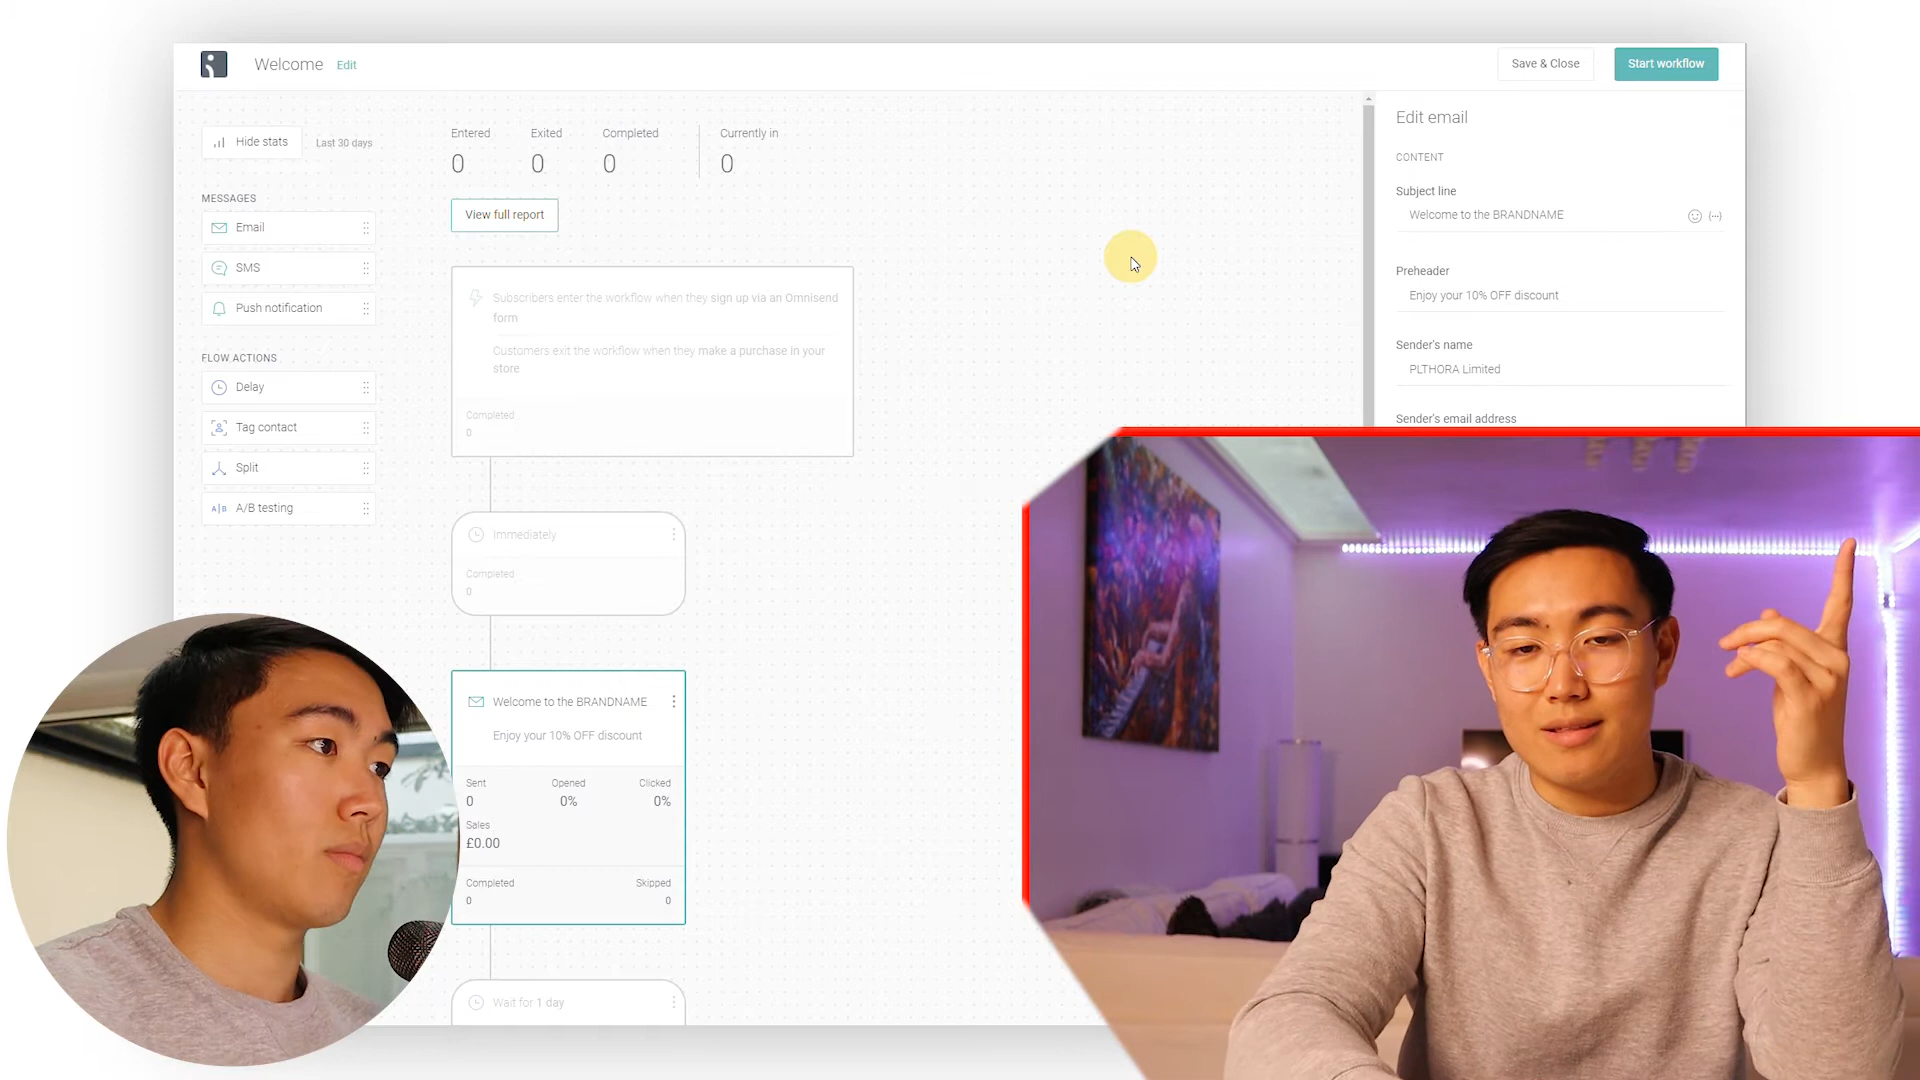 Welcome Edit
Save & Close
Start workflow
Hide stats
Last 30 days
MESSAGES
Email
SMS
Push notification
FLOW ACTIONS
Delay
Tag contact
Split
A/B testing
Entered Exited Completed Currently in
0 0 0 0
View full report
Subscribers enter the workflow when they sign up via an Omnisend
form
Customers exit the workflow when they make a purchase in your
store
Completed
0
Immediately
Completed
0
Welcome to the BRANDNAME
Enjoy your 10% OFF discount
Sent Opened Clicked
0 0% 0%
Sales
£0.00
Completed Skipped
0 0
Wait for 1 day
Edit email
CONTENT
Subject line
Welcome to the BRANDNAME
Preheader
Enjoy your 10% OFF discount
Sender's name
PLTHORA Limited
Sender's email address